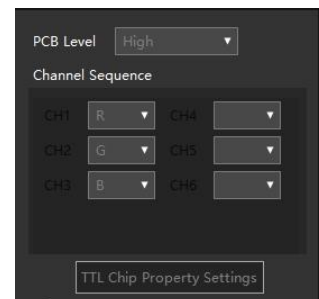 PCB Level High
Channel Sequence
CH1 R CH4
CH2 G CH5
CH3 B CH6
TTL Chip Property Settings